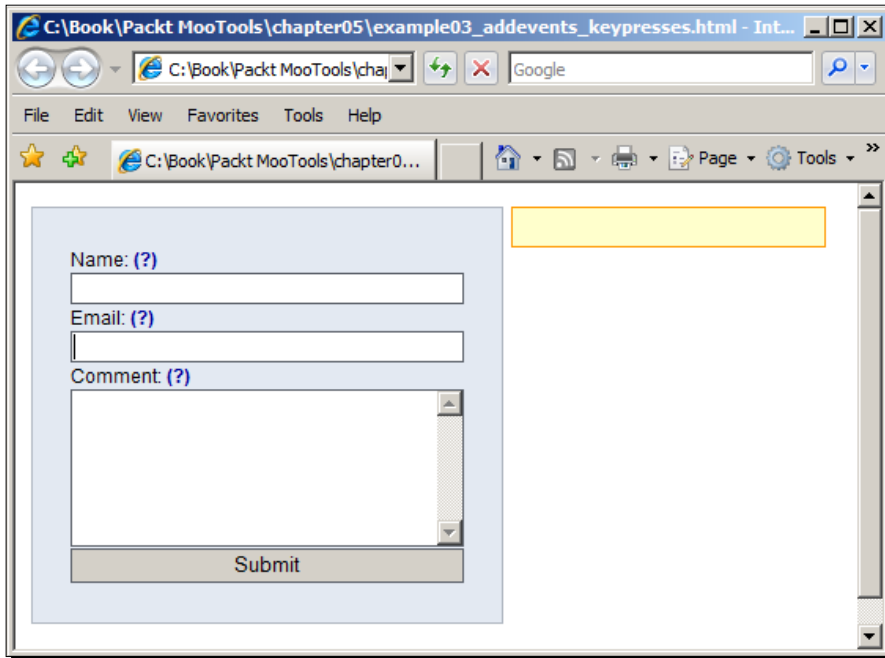 C:\Book\Packt MooTools\chapter05\example03_addevents_keypresses.html - Int...
C:\Book\Packt MooTools\chap
Google
File Edit View Favorites Tools Help
C:\Book\Packt MooTools\chapter0...
Page Tools »
Name: (?)
Email: (?)
Comment: (?)
Submit